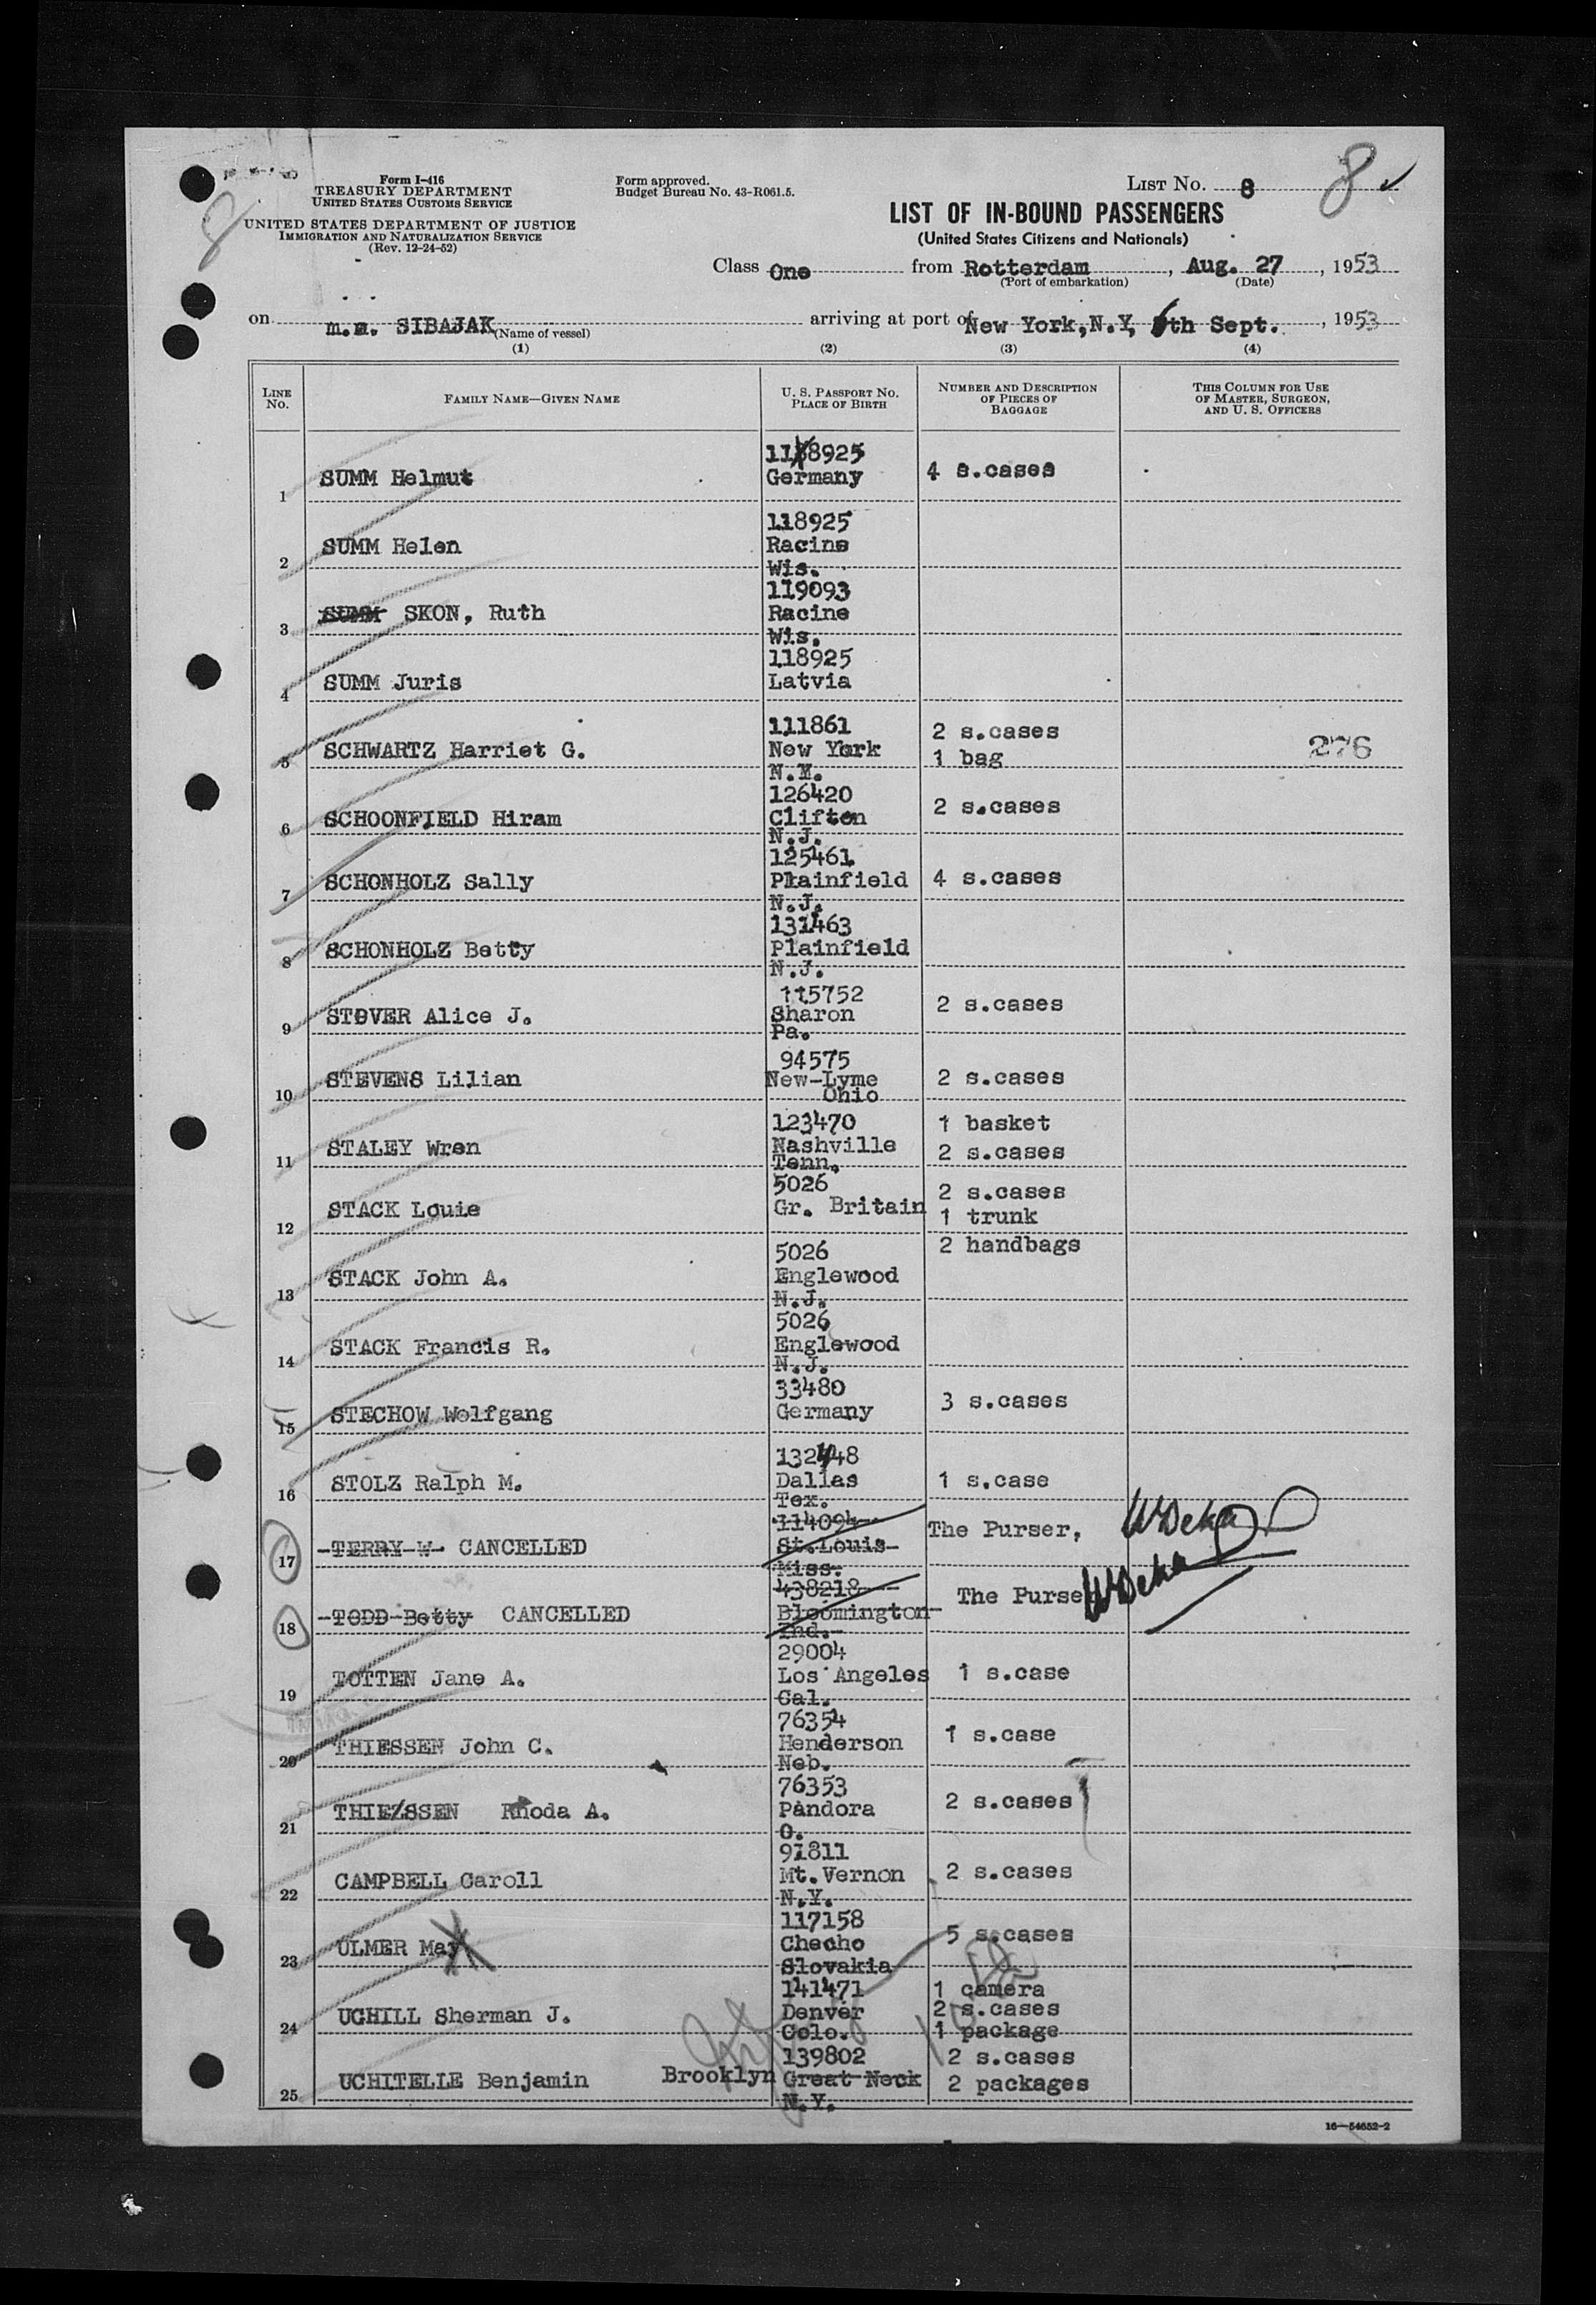 8
8 ✓
Form I-416
TREASURY DEPARTMENT
UNITED STATES CUSTOMS SERVICE
UNITED STATES DEPARTMENT OF JUSTICE
IMMIGRATION AND NATURALIZATION SERVICE
(Rev. 12-24-52)
Form approved.
Budget Bureau No. 43-R061.5.
LIST No. 8
LIST OF IN-BOUND PASSENGERS
(United States Citizens and Nationals)
Class One from Rotterdam, Aug. 27, 1953
(Port of embarkation) (Date)
on m.s. SIBAJAK arriving at port of New York, N.Y, 6th Sept., 1953
(Name of vessel)
(1) (2) (3) (4)
LINE No. FAMILY NAME—GIVEN NAME U. S. PASSPORT No. PLACE OF BIRTH NUMBER AND DESCRIPTION OF PIECES OF BAGGAGE THIS COLUMN FOR USE OF MASTER, SURGEON, AND U. S. OFFICERS
1 SUMM Helmut 118925 Germany 4 s.cases
2 SUMM Helen 118925 Racine Wis.
3 SUMM SKON, Ruth 119093 Racine Wis.
4 SUMM Juris 118925 Latvia
5 SCHWARTZ Harriet G. 111861 New York N.Y. 2 s.cases 1 bag 276
6 SCHOONFIELD Hiram 126420 Clifton N.J. 2 s.cases
7 SCHONHOLZ Sally 125461 Plainfield N.J. 4 s.cases
8 SCHONHOLZ Betty 131463 Plainfield N.J.
9 STOVER Alice J. 115752 Sharon Pa. 2 s.cases
10 STEVENS Lilian 94575 New-Lyme Ohio 2 s.cases
11 STALEY Wren 123470 Nashville Tenn. 1 basket 2 s.cases
12 STACK Louie 5026 Gr. Britain 2 s.cases 1 trunk
2 handbags
13 STACK John A. 5026 Englewood N.J.
14 STACK Francis R. 5026 Englewood N.J.
15 STECHOW Wolfgang 33480 Germany 3 s.cases
16 STOLZ Ralph M. 132448 Dallas Tex. 1 s.case
17 TERRY W. CANCELLED 114094 St.Louis Miss. The Purser, WDeka
18 TODD Betty CANCELLED 438218 Bloomington Ind. The Purser WDeka
19 TOTTEN Jane A. 29004 Los Angeles Cal. 1 s.case
20 THIESSEN John C. 76354 Henderson Neb. 1 s.case
21 THIESSEN Rhoda A. 76353 Pandora O. 2 s.cases
22 CAMPBELL Caroll 91811 Mt.Vernon N.Y. 2 s.cases
23 ULMER May 117158 Checho Slovakia 5 s.cases
24 UGHILL Sherman J. 141471 Denver Colo. 1 camera 2 s.cases 1 package
25 UCHITELLE Benjamin Brooklyn 139802 Great Neck N.Y. 2 s.cases 2 packages
16—54652-2